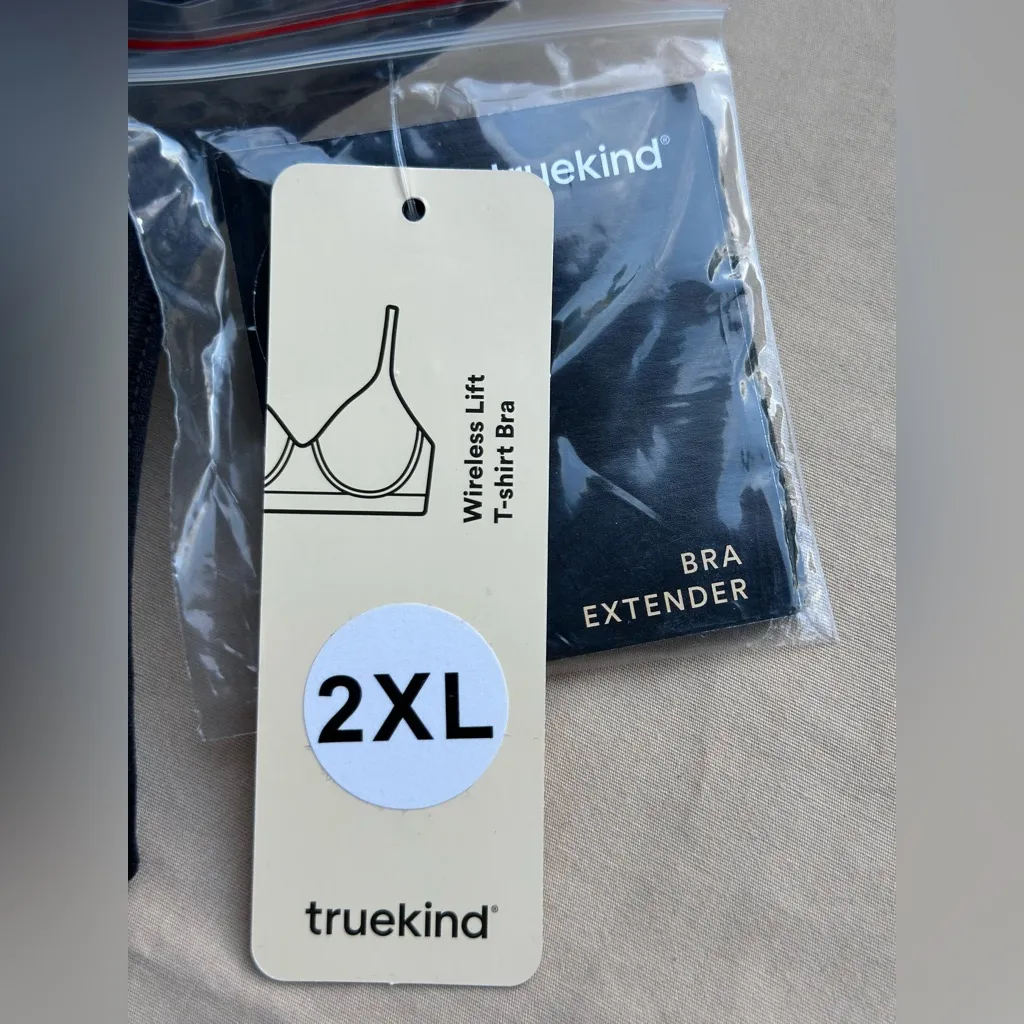 truekind®
Wireless Lift
T-shirt Bra
BRA
EXTENDER
2XL
truekind®